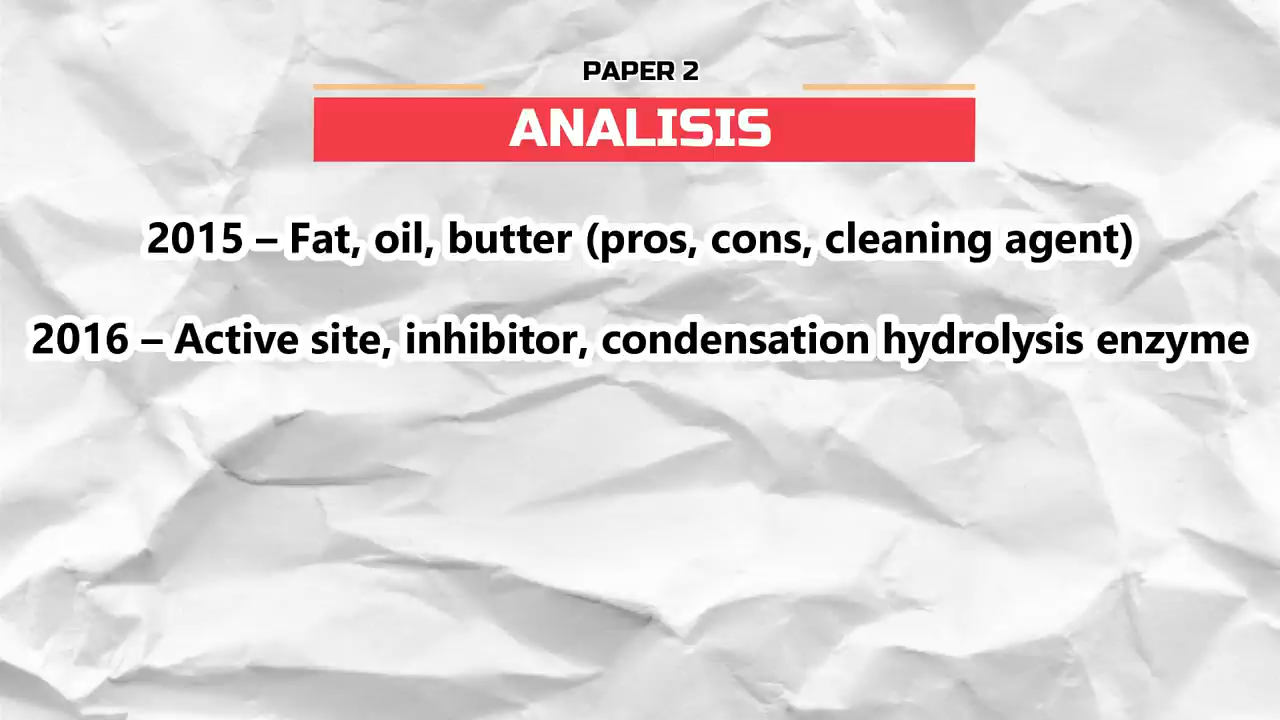 PAPER 2
ANALISIS
2015 – Fat, oil, butter (pros, cons, cleaning agent)
2016 – Active site, inhibitor, condensation hydrolysis enzyme